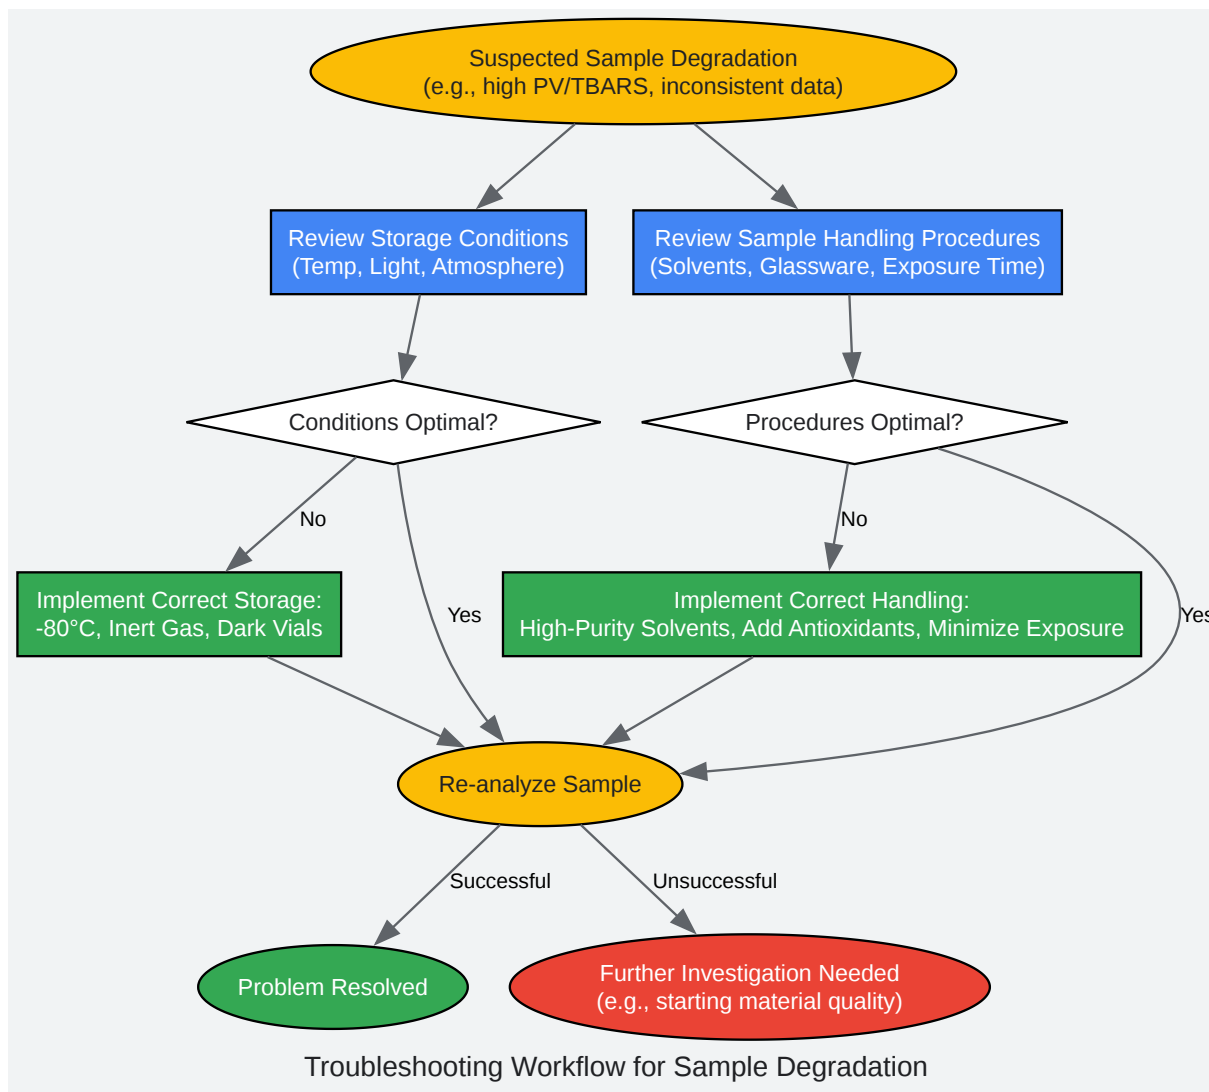 Suspected Sample Degradation
(e.g., high PV/TBARS, inconsistent data)
Review Storage Conditions
(Temp, Light, Atmosphere)
Review Sample Handling Procedures
(Solvents, Glassware, Exposure Time)
Conditions Optimal?
Procedures Optimal?
No
No
Implement Correct Storage:
-80°C, Inert Gas, Dark Vials
Yes
Implement Correct Handling:
High-Purity Solvents, Add Antioxidants, Minimize Exposure
Yes
Re-analyze Sample
Successful
Unsuccessful
Problem Resolved
Further Investigation Needed
(e.g., starting material quality)
Troubleshooting Workflow for Sample Degradation